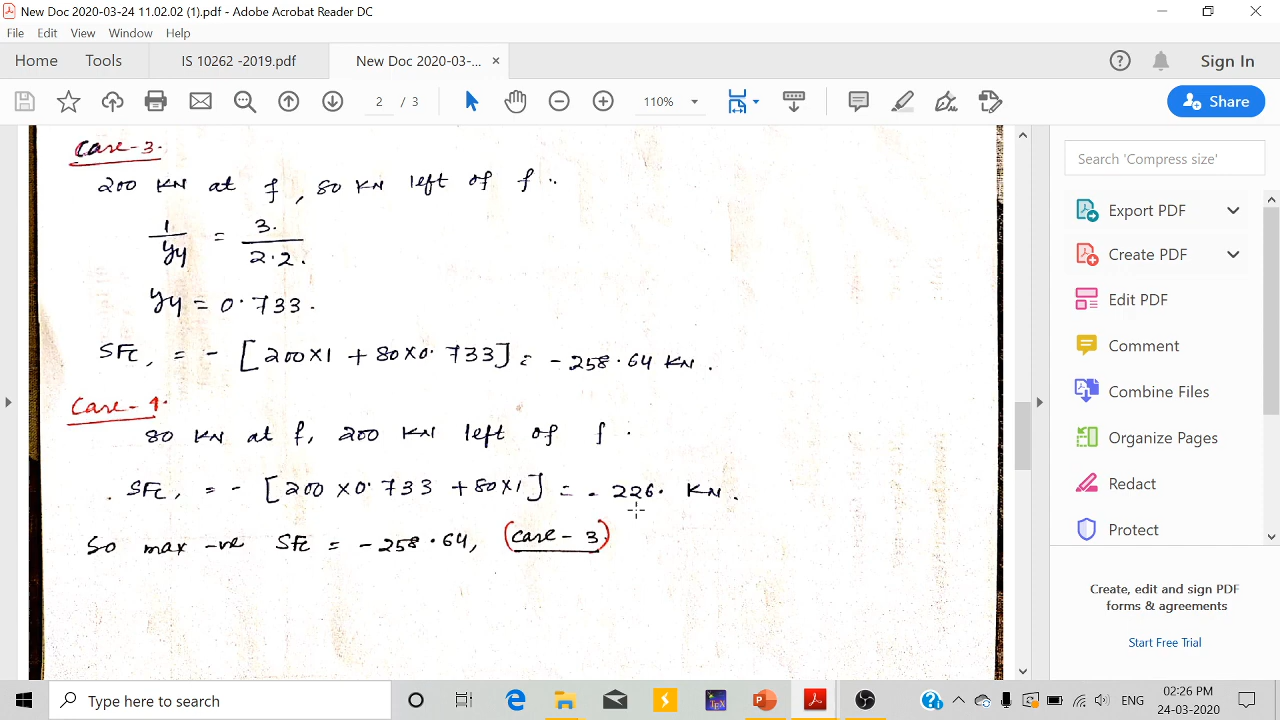 New Doc 2020-03-24 11.02.02 (1).pdf - Adobe Acrobat Reader DC
File Edit View Window Help
Home Tools IS 10262 -2019.pdf New Doc 2020-03-... × Sign In
2 / 3 110% Share
Case-3.
200 KN at f, 80 KN left of f.
1/y4 = 3./2.2.
y4 = 0.733.
SFc, = - [200×1 + 80×0.733] = -258.64 KN.
Case-4.
80 KN at f, 200 KN left of f.
SFc, = - [200×0.733 + 80×1] = - 226. KN.
So max -ve SFc = -258.64, (case-3)
Search 'Compress size'
Export PDF
Create PDF
Edit PDF
Comment
Combine Files
Organize Pages
Redact
Protect
Create, edit and sign PDF
forms & agreements
Start Free Trial
Type here to search
ENG
02:26 PM
24-03-2020